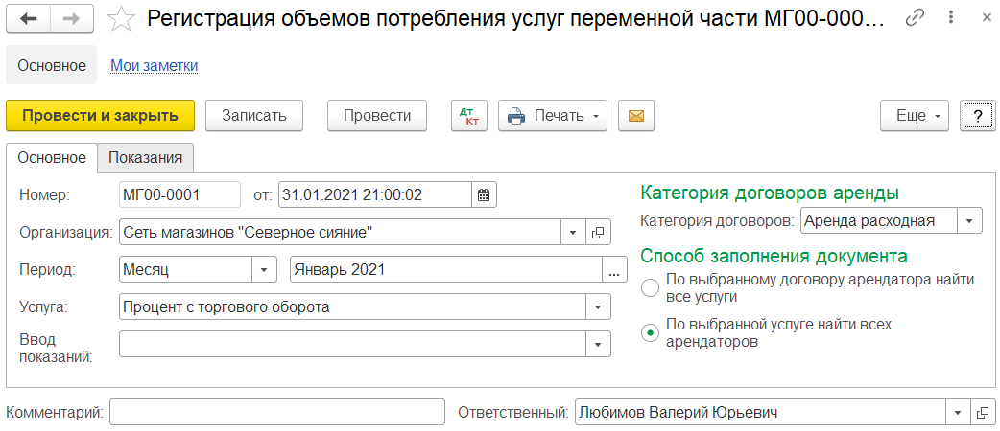 Регистрация объемов потребления услуг переменной части МГ00-000...
Основное Мои заметки
Провести и закрыть Записать Провести Дт Кт Печать Еще ?
Основное Показания
Номер: МГ00-0001 от: 31.01.2021 21:00:02
Организация: Сеть магазинов "Северное сияние"
Период: Месяц Январь 2021 ...
Услуга: Процент с торгового оборота
Ввод
показаний:
Категория договоров аренды
Категория договоров: Аренда расходная
Способ заполнения документа
По выбранному договору арендатора найти
все услуги
По выбранной услуге найти всех
арендаторов
Комментарий: Ответственный: Любимов Валерий Юрьевич